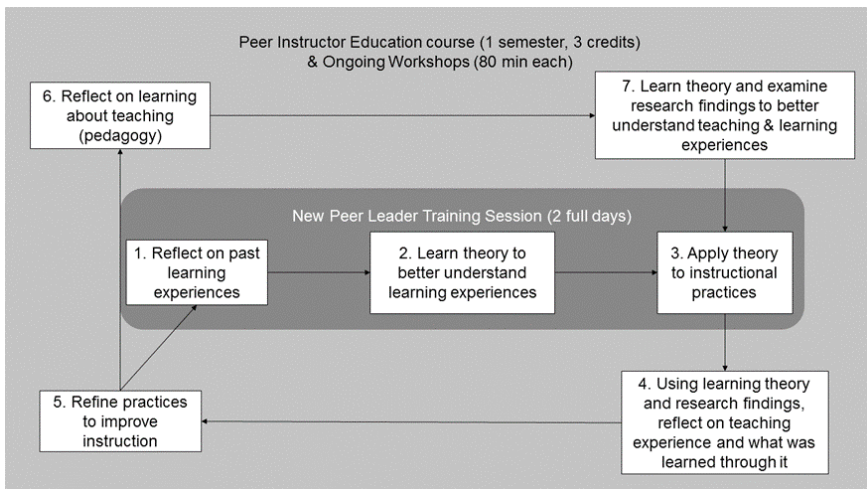 Peer Instructor Education course (1 semester, 3 credits)
& Ongoing Workshops (80 min each)
6. Reflect on learning
about teaching
(pedagogy)
7. Learn theory and examine
research findings to better
understand teaching & learning
experiences
New Peer Leader Training Session (2 full days)
1. Reflect on past
learning
experiences
2. Learn theory to
better understand
learning experiences
3. Apply theory
to instructional
practices
4. Using learning theory
and research findings,
reflect on teaching
experience and what was
learned through it
5. Refine practices
to improve
instruction